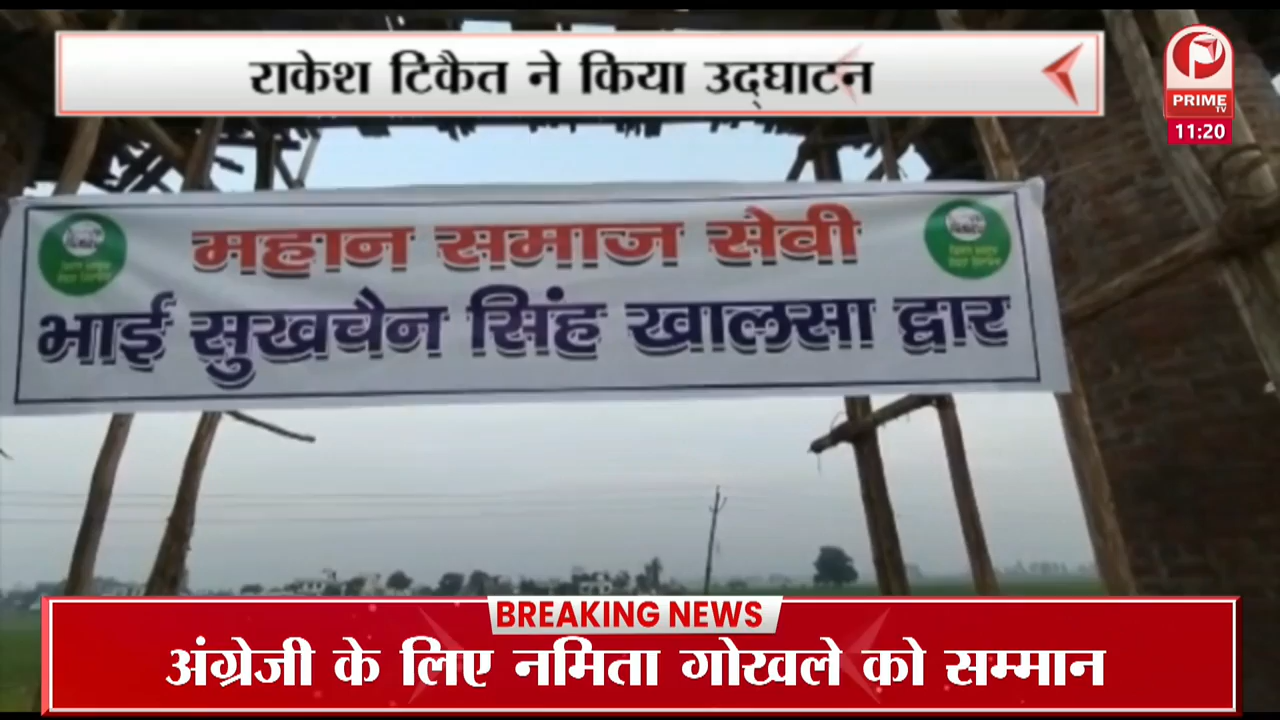 राकेश टिकैत ने किया उद्घाटन
PRIME
TV
11:20
महान समाज सेवी
भाई सुखचैन सिंह खालसा द्वार
BREAKING NEWS
अंग्रेजी के लिए नमिता गोखले को सम्मान